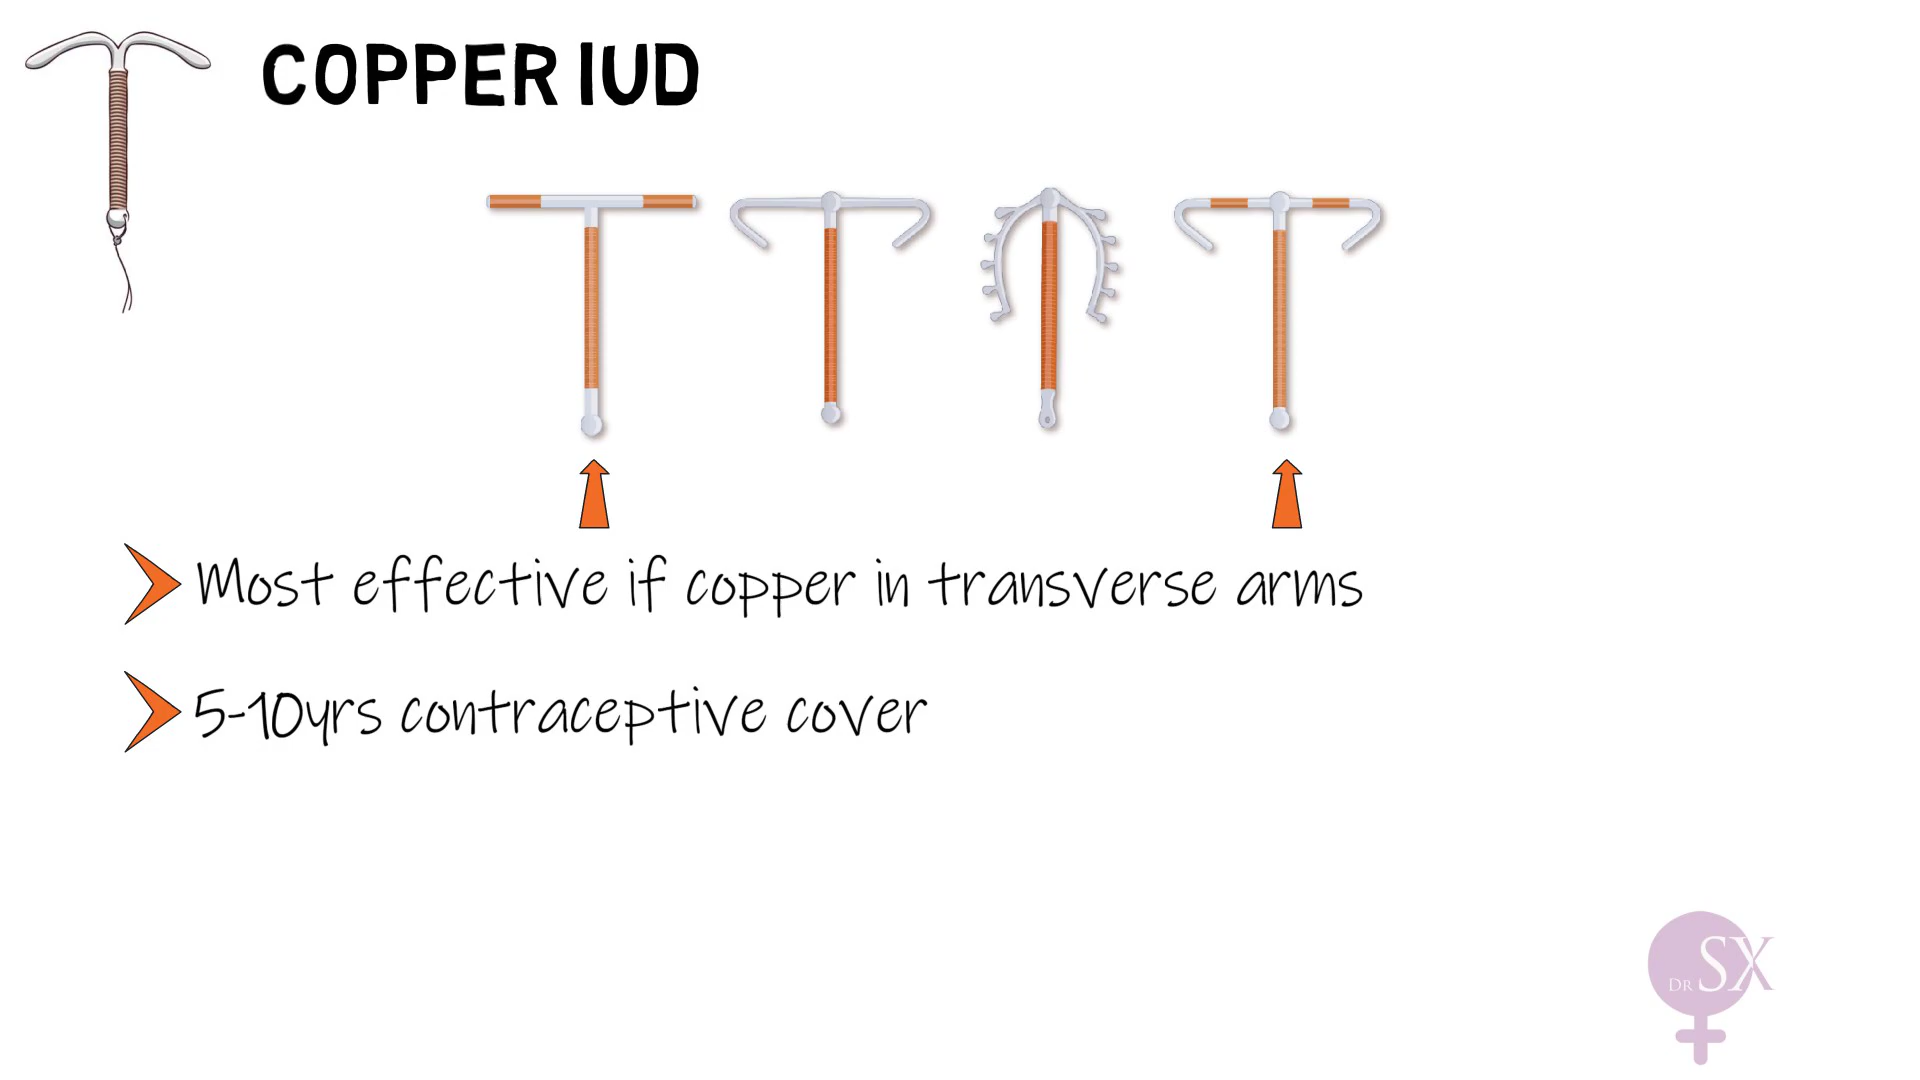 COPPER IUD
Most effective if copper in transverse arms
5-10yrs contraceptive cover
DR SX